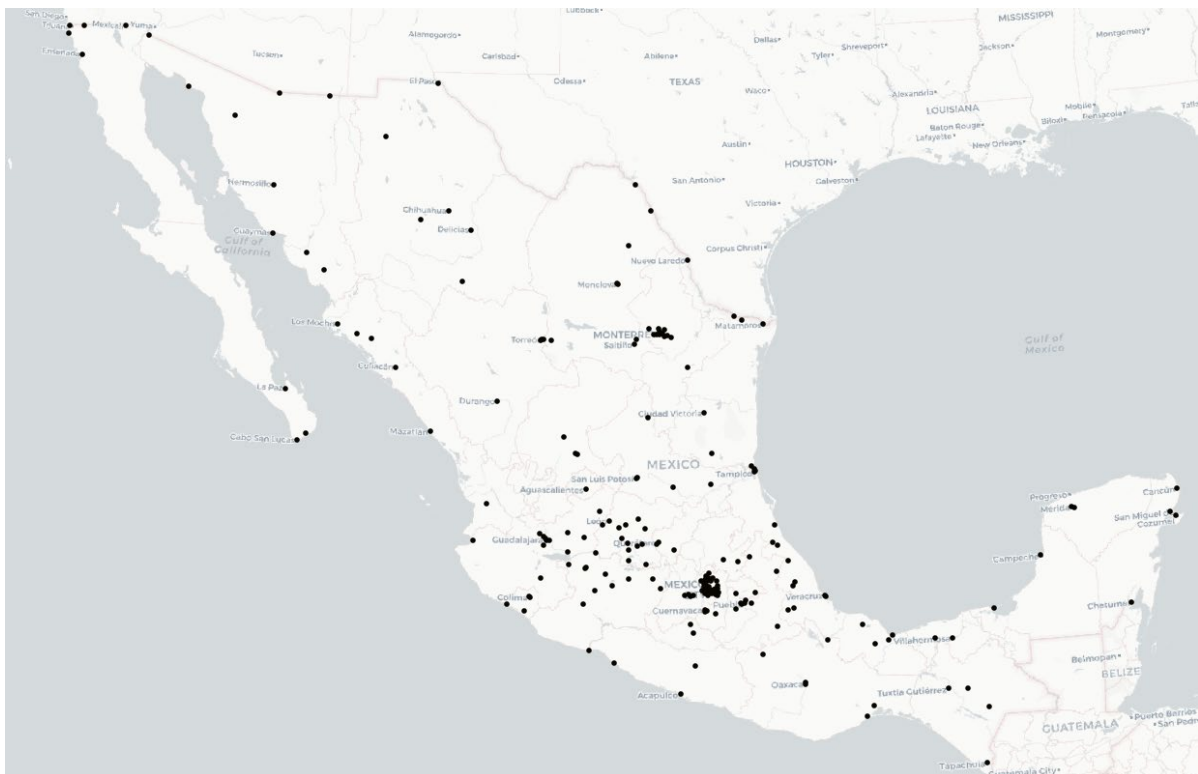 Lubbock
San Diego
Tijuana
Mexicali
Yuma
MISSISSIPPI
Ensenada
Alamogordo
Dallas
Montgomery
Tucson
Carlsbad
Abilene
Tyler
Shreveport
Jackson
El Paso
Odessa
TEXAS
Waco
Alexandria
LOUISIANA
Mobile
Biloxi
Pensacola
Baton Rouge
Lafayette
New Orleans
Austin
HOUSTON
Hermosillo
San Antonio
Galveston
Victoria
Chihuahua
Delicias
Guaymas
Gulf of
California
Corpus Christi
Nuevo Laredo
Monclova
Los Mochis
MONTERREY
Matamoros
Torreón
Saltillo
Gulf of
Mexico
Culiacán
La Paz
Durango
Ciudad Victoria
Cabo San Lucas
Mazatlán
MEXICO
San Luis Potosí
Tampico
Aguascalientes
Progreso
Cancún
Mérida
León
San Miguel de
Cozumel
Guadalajara
Querétaro
Campeche
MEXICO
Colima
Cuernavaca
Puebla
Veracruz
Chetumal
Villahermosa
Belmopan
BELIZE
Oaxaca
Tuxtla Gutiérrez
Acapulco
Puerto Barrios
GUATEMALA
San Pedro
Tapachula
Guatemala City